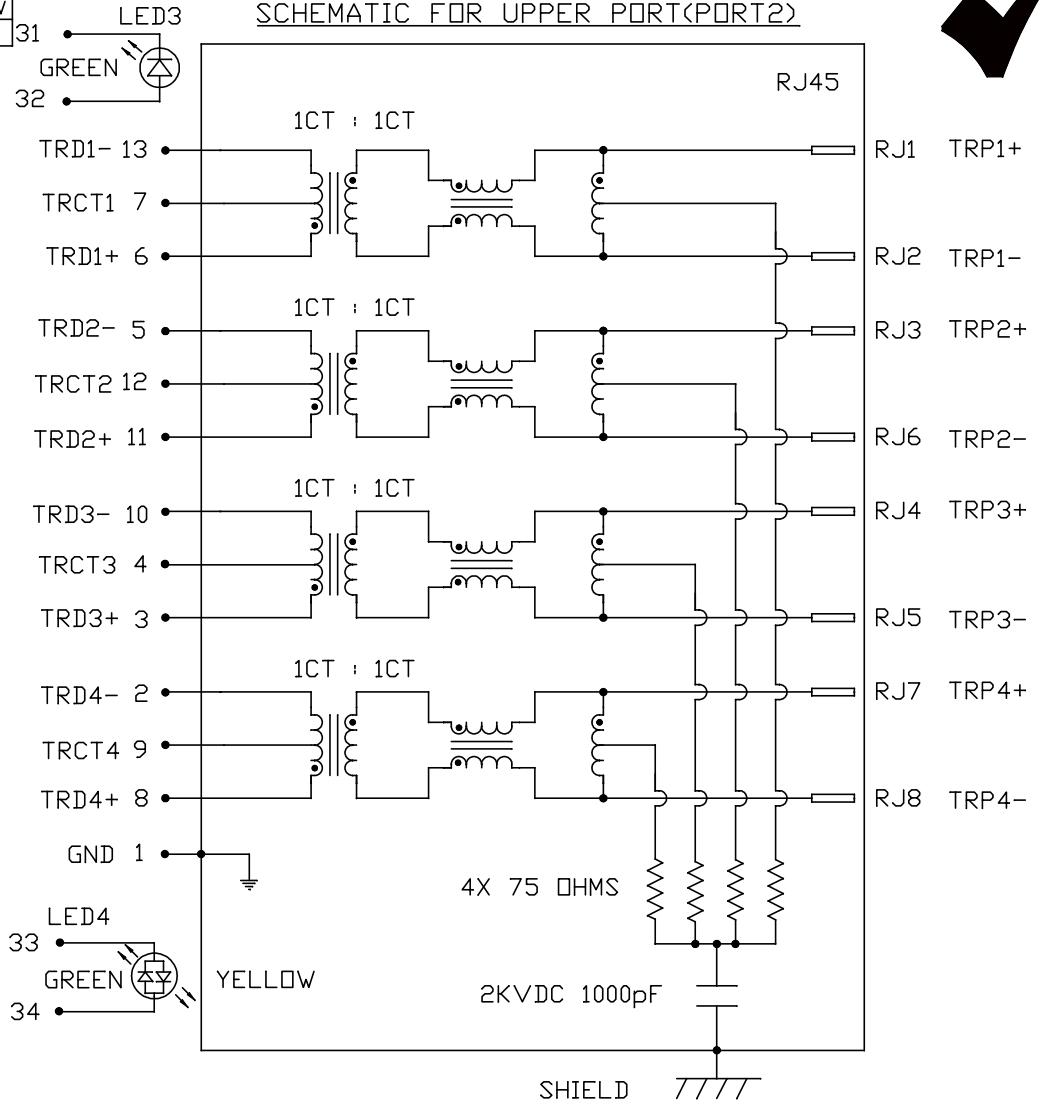 SCHEMATIC FOR UPPER PORT(PORT2)
LED3
31
GREEN
32
RJ45
1CT : 1CT
TRD1- 13
RJ1 TRP1+
TRCT1 7
TRD1+ 6
RJ2 TRP1-
1CT : 1CT
TRD2- 5
RJ3 TRP2+
TRCT2 12
TRD2+ 11
RJ6 TRP2-
1CT : 1CT
TRD3- 10
RJ4 TRP3+
TRCT3 4
TRD3+ 3
RJ5 TRP3-
1CT : 1CT
TRD4- 2
RJ7 TRP4+
TRCT4 9
TRD4+ 8
RJ8 TRP4-
GND 1
4X 75 OHMS
LED4
33
GREEN
YELLOW
34
2KVDC 1000pF
SHIELD